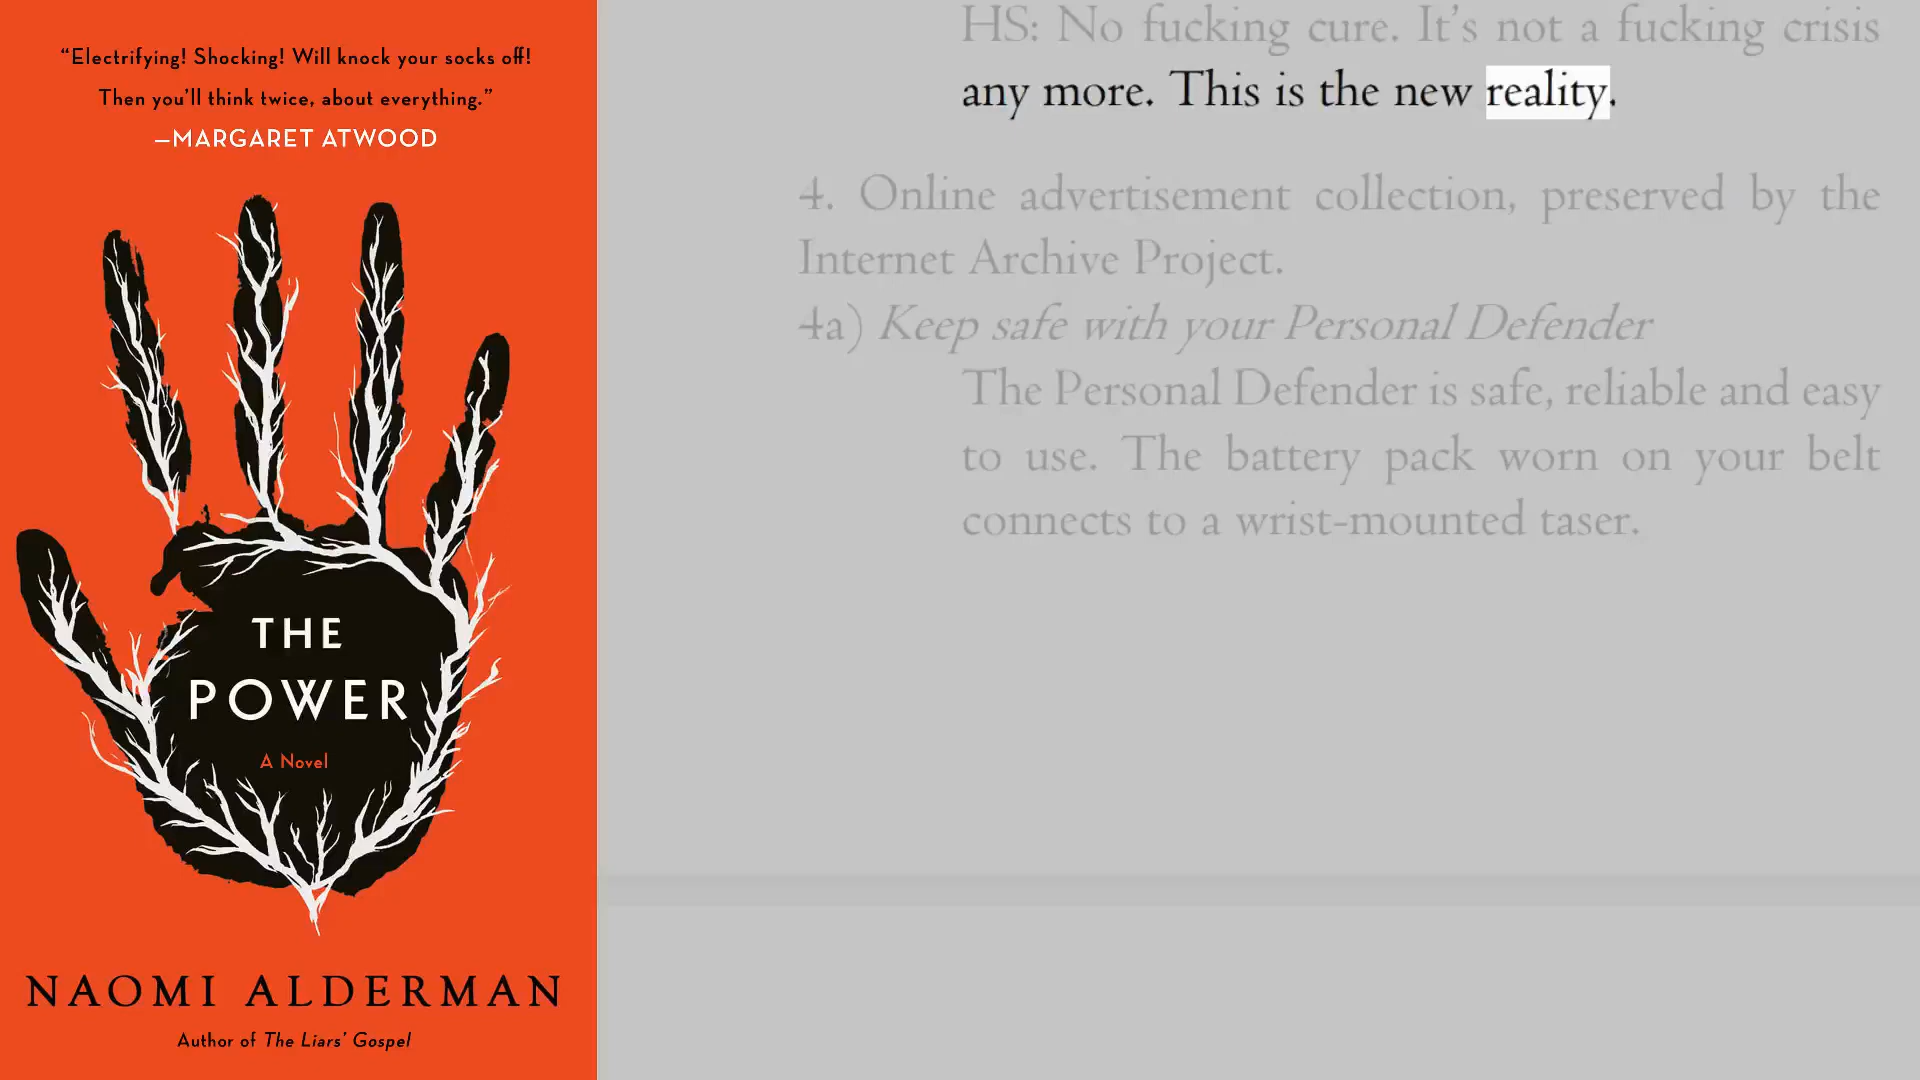 “Electrifying! Shocking! Will knock your socks off!
Then you’ll think twice, about everything.”
—MARGARET ATWOOD
THE
POWER
A Novel
NAOMI ALDERMAN
Author of The Liars’ Gospel
HS: No fucking cure. It’s not a fucking crisis
any more. This is the new reality.
4. Online advertisement collection, preserved by the
Internet Archive Project.
4a) Keep safe with your Personal Defender
The Personal Defender is safe, reliable and easy
to use. The battery pack worn on your belt
connects to a wrist-mounted taser.